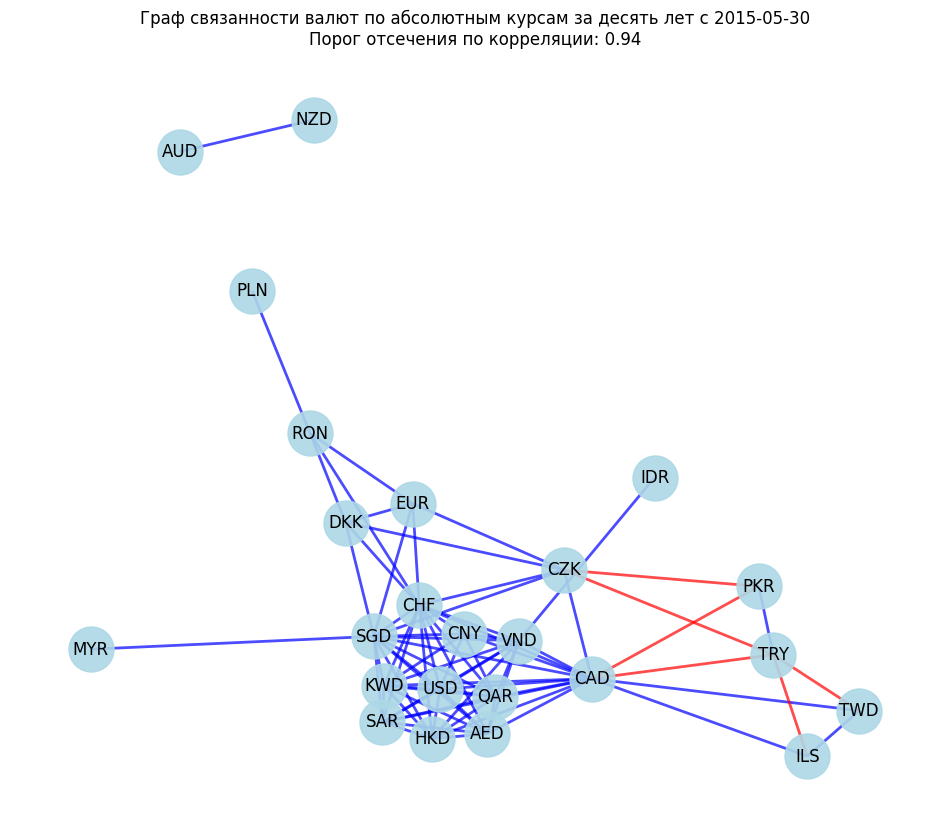 Граф связанности валют по абсолютным курсам за десять лет с 2015-05-30
Порог отсечения по корреляции: 0.94
NZD
AUD
PLN
RON
IDR
EUR
DKK
CZK
PKR
CHF
CNY
SGD
VND
MYR
TRY
CAD
KWD
USD
QAR
TWD
SAR
AED
HKD
ILS